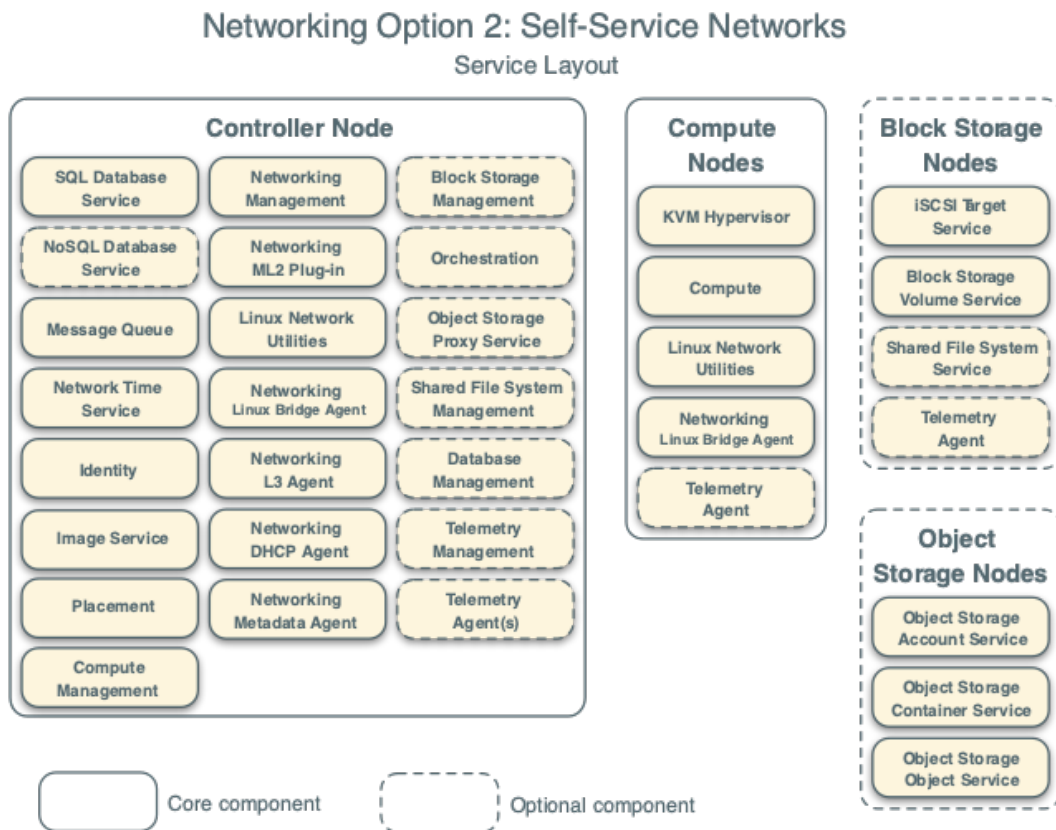 Networking Option 2: Self-Service Networks
Service Layout
Controller Node
SQL Database
Service
Networking
Management
Block Storage
Management
NoSQL Database
Service
Networking
ML2 Plug-in
Orchestration
Message Queue
Linux Network
Utilities
Object Storage
Proxy Service
Network Time
Service
Networking
Linux Bridge Agent
Shared File System
Management
Identity
Networking
L3 Agent
Database
Management
Image Service
Networking
DHCP Agent
Telemetry
Management
Placement
Networking
Metadata Agent
Telemetry
Agent(s)
Compute
Management
Compute
Nodes
KVM Hypervisor
Compute
Linux Network
Utilities
Networking
Linux Bridge Agent
Telemetry
Agent
Block Storage
Nodes
iSCSI Target
Service
Block Storage
Volume Service
Shared File System
Service
Telemetry
Agent
Object
Storage Nodes
Object Storage
Account Service
Object Storage
Container Service
Object Storage
Object Service
Core component
Optional component